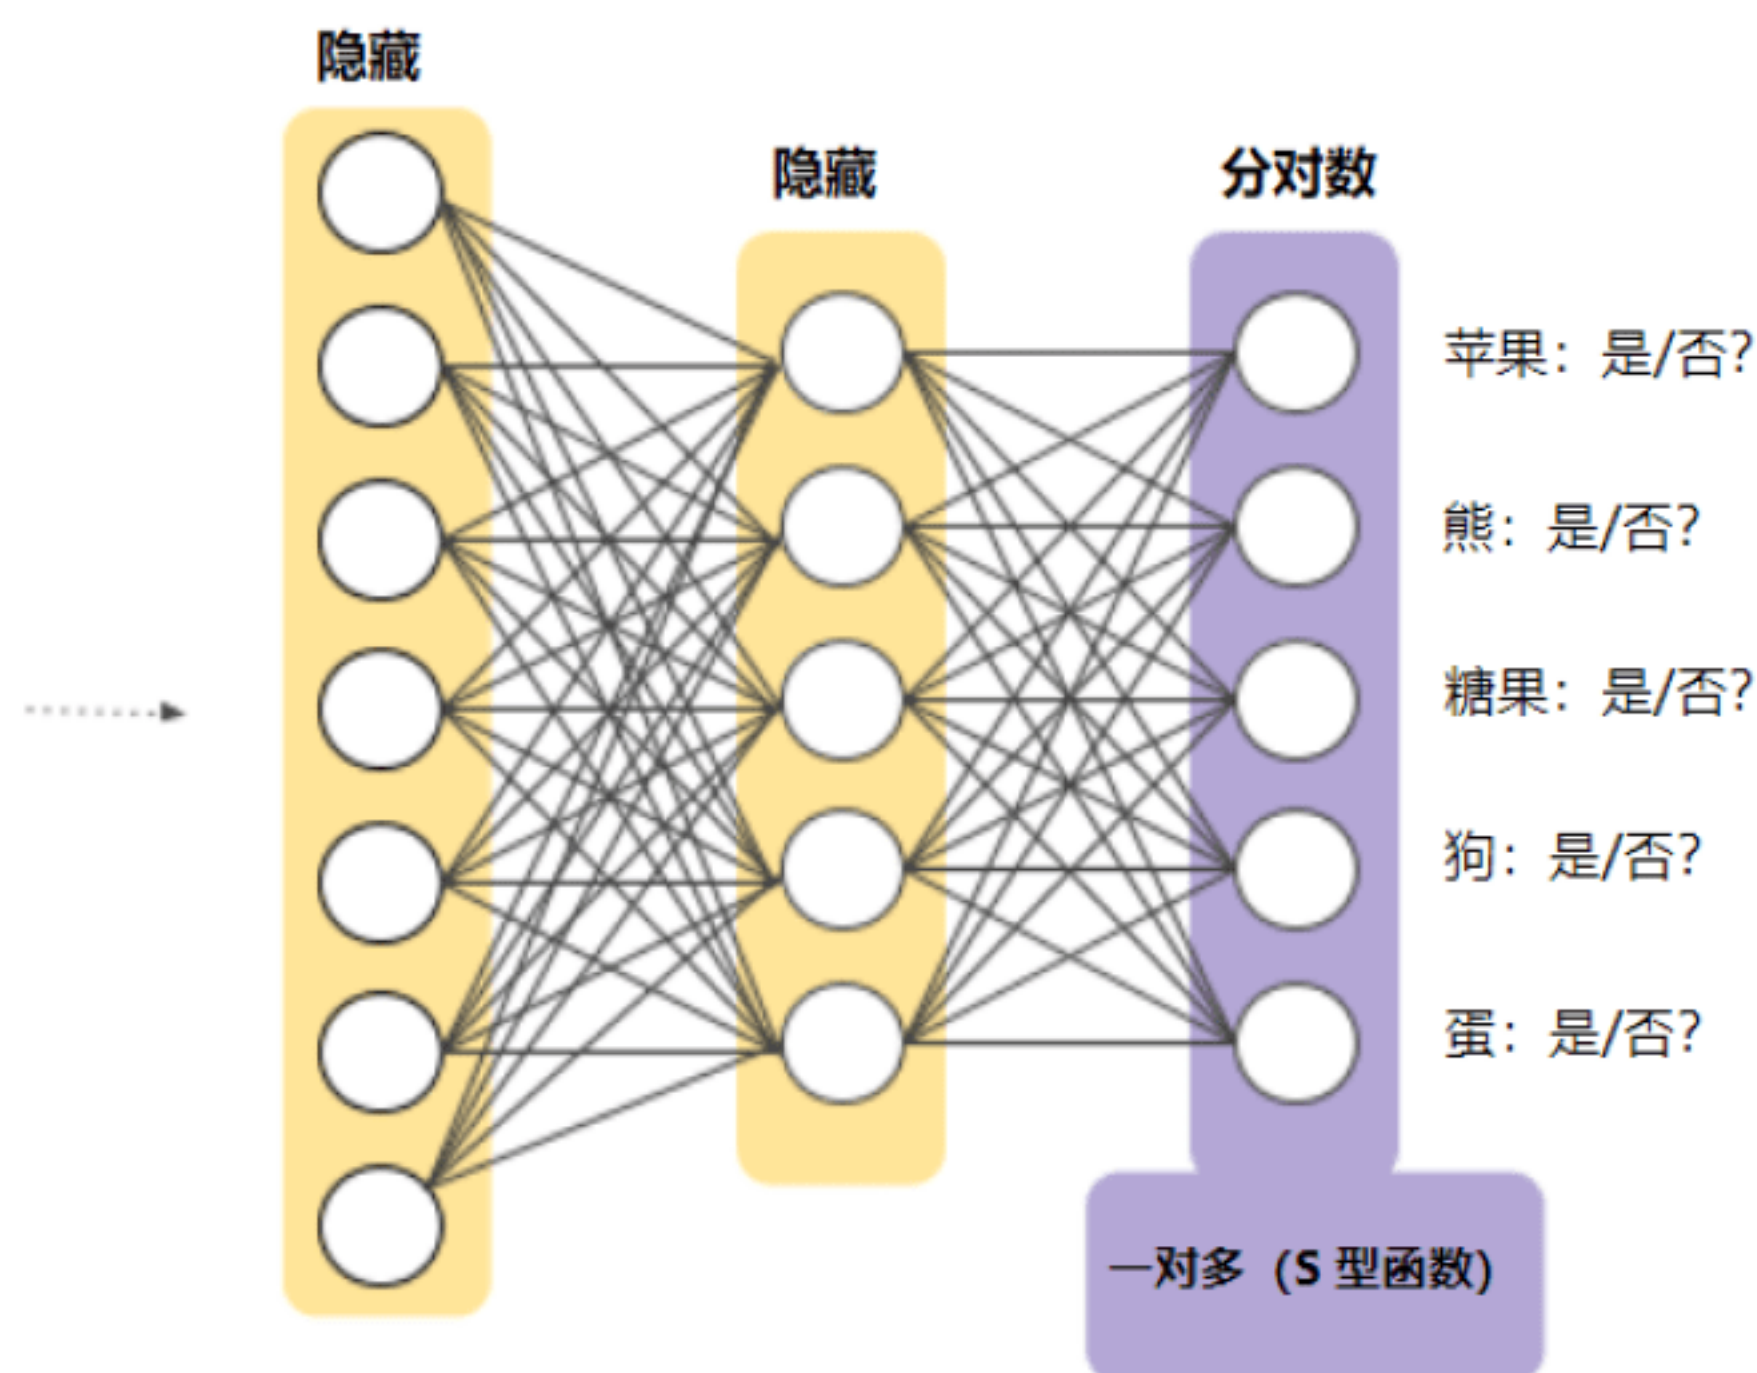 隐藏
隐藏
分对数
苹果：是/否？
熊：是/否？
糖果：是/否？
狗：是/否？
蛋：是/否？
一对多（S 型函数）